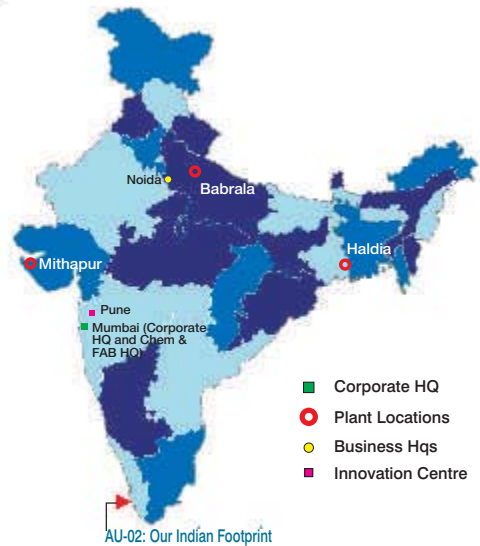 Noida
Babrala
Haldia
Mithapur
Pune
Mumbai (Corporate
HQ and Chem &
FAB HQ)
Corporate HQ
Plant Locations
Business Hqs
Innovation Centre
AU-02: Our Indian Footprint